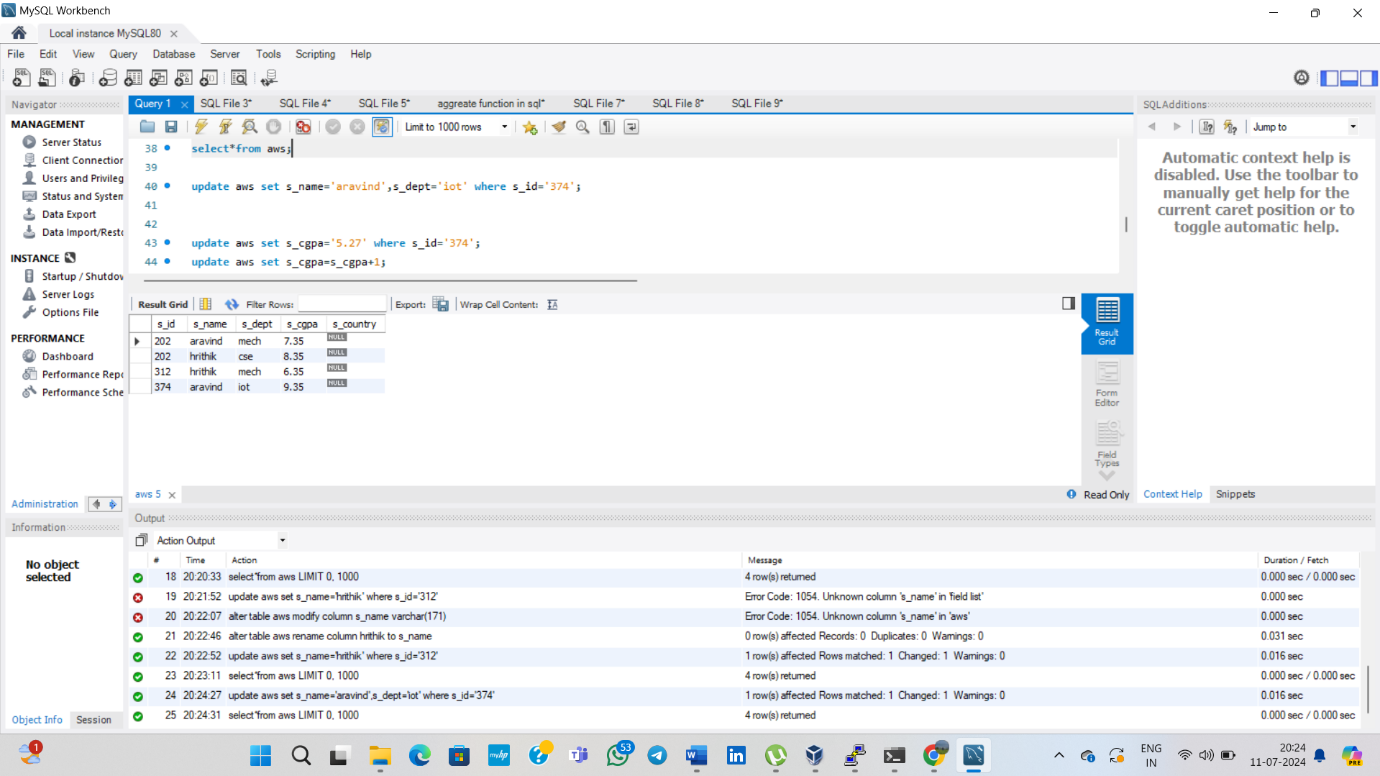 MySQL Workbench
Local instance MySQL80
File Edit View Query Database Server Tools Scripting Help
Navigator
MANAGEMENT
Server Status
Client Connection
Users and Privileg
Status and System
Data Export
Data Import/Resto
INSTANCE
Startup / Shutdov
Server Logs
Options File
PERFORMANCE
Dashboard
Performance Repo
Performance Sche
Administration
Information
No object
selected
Object Info Session
Query 1 SQL File 3* SQL File 4* SQL File 5* aggreate function in sql* SQL File 7* SQL File 8* SQL File 9*
Limit to 1000 rows
38 select*from aws;
39
40 update aws set s_name='aravind',s_dept='iot' where s_id='374';
41
42
43 update aws set s_cgpa='5.27' where s_id='374';
44 update aws set s_cgpa=s_cgpa+1;
Result Grid Filter Rows: Export: Wrap Cell Content:
s_id s_name s_dept s_cgpa s_country
202 aravind mech 7.35 NULL
202 hrithik cse 8.35 NULL
312 hrithik mech 6.35 NULL
374 aravind iot 9.35 NULL
Result
Grid
Form
Editor
Field
Types
aws 5
Read Only
SQLAdditions
Jump to
Automatic context help is
disabled. Use the toolbar to
manually get help for the
current caret position or to
toggle automatic help.
Context Help Snippets
Output
Action Output
# Time Action Message Duration / Fetch
18 20:20:33 select*from aws LIMIT 0, 1000 4 row(s) returned 0.000 sec / 0.000 sec
19 20:21:52 update aws set s_name='hrithik' where s_id='312' Error Code: 1054. Unknown column 's_name' in 'field list' 0.000 sec
20 20:22:07 alter table aws modify column s_name varchar(171) Error Code: 1054. Unknown column 's_name' in 'aws' 0.000 sec
21 20:22:46 alter table aws rename column hrithik to s_name 0 row(s) affected Records: 0 Duplicates: 0 Warnings: 0 0.031 sec
22 20:22:52 update aws set s_name='hrithik' where s_id='312' 1 row(s) affected Rows matched: 1 Changed: 1 Warnings: 0 0.016 sec
23 20:23:11 select*from aws LIMIT 0, 1000 4 row(s) returned 0.000 sec / 0.000 sec
24 20:24:27 update aws set s_name='aravind',s_dept='iot' where s_id='374' 1 row(s) affected Rows matched: 1 Changed: 1 Warnings: 0 0.016 sec
25 20:24:31 select*from aws LIMIT 0, 1000 4 row(s) returned 0.000 sec / 0.000 sec
1
53
ENG
IN
20:24
11-07-2024
PRE